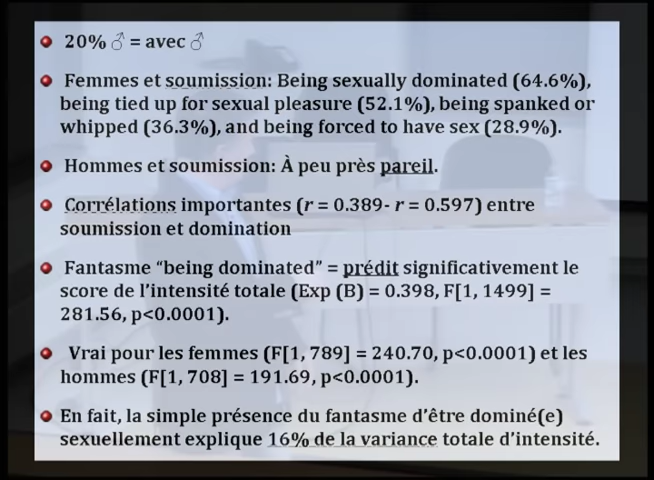 20% ♂ = avec ♂
Femmes et soumission: Being sexually dominated (64.6%),
being tied up for sexual pleasure (52.1%), being spanked or
whipped (36.3%), and being forced to have sex (28.9%).
Hommes et soumission: À peu près pareil.
Corrélations importantes (r = 0.389- r = 0.597) entre
soumission et domination
Fantasme “being dominated” = prédit significativement le
score de l’intensité totale (Exp (B) = 0.398, F[1, 1499] =
281.56, p<0.0001).
Vrai pour les femmes (F[1, 789] = 240.70, p<0.0001) et les
hommes (F[1, 708] = 191.69, p<0.0001).
En fait, la simple présence du fantasme d’être dominé(e)
sexuellement explique 16% de la variance totale d’intensité.